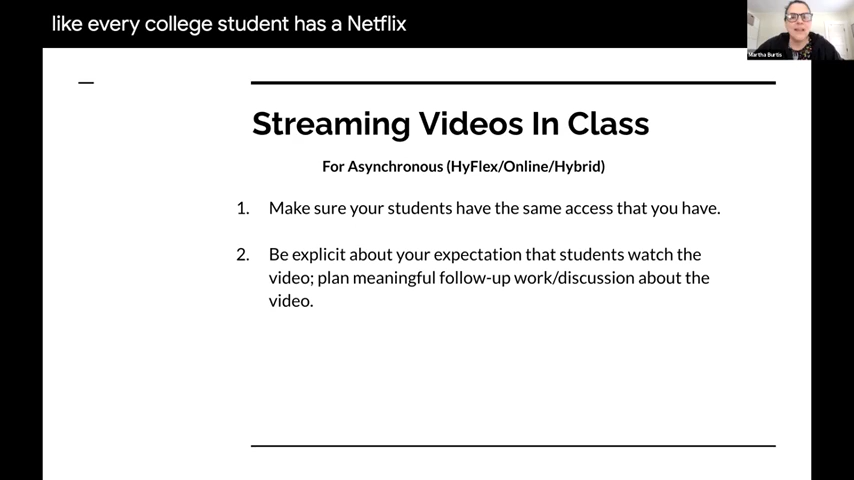 like every college student has a Netflix
Martha Burtis
Streaming Videos In Class
For Asynchronous (HyFlex/Online/Hybrid)
1. Make sure your students have the same access that you have.
2. Be explicit about your expectation that students watch the
video; plan meaningful follow-up work/discussion about the
video.